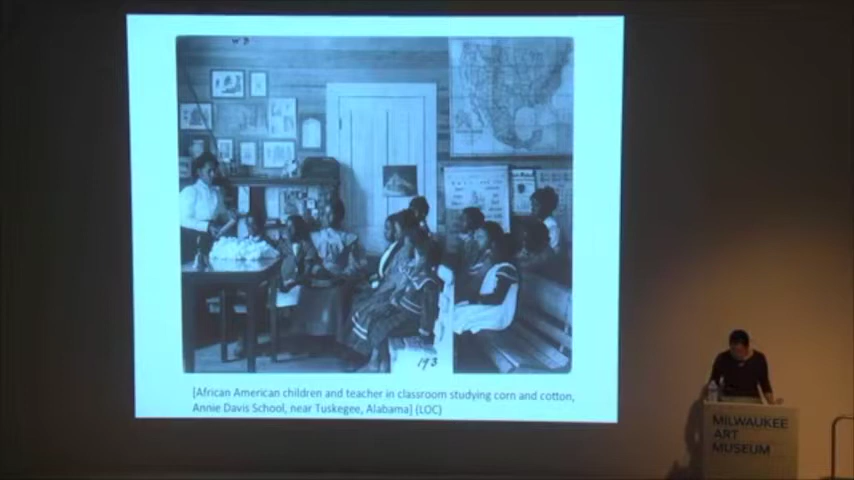 193
[African American children and teacher in classroom studying corn and cotton,
Annie Davis School, near Tuskegee, Alabama] (LOC)
MILWAUKEE
ART
MUSEUM